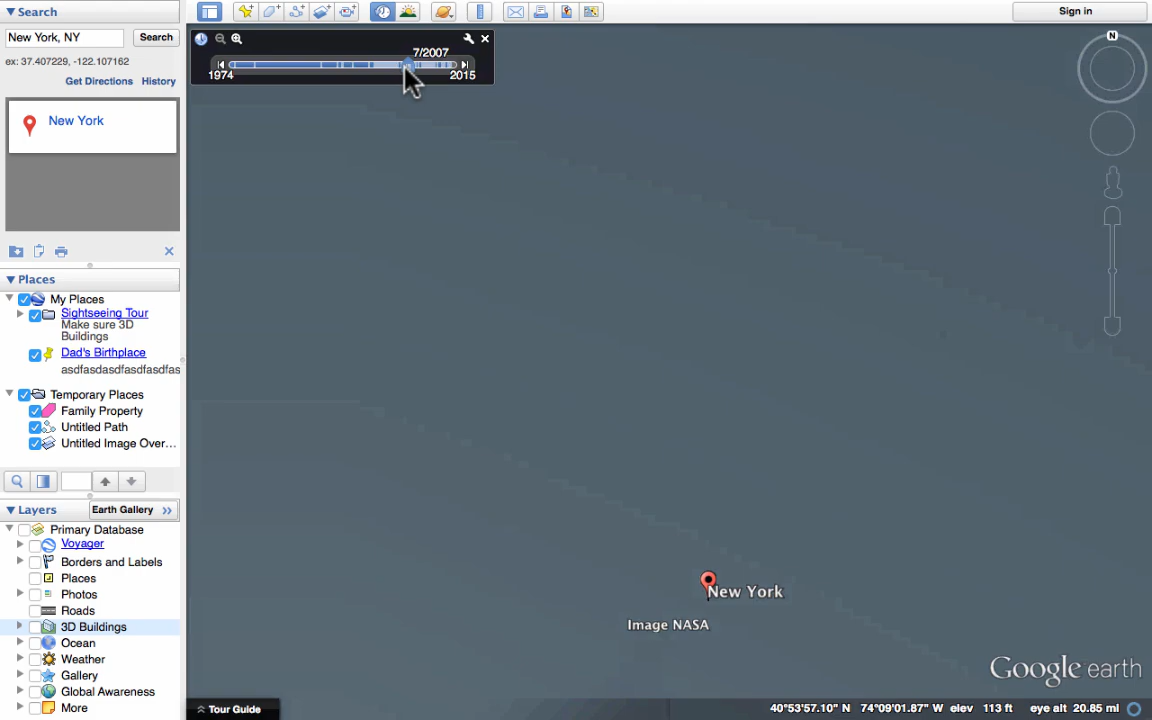 Search
New York, NY
Search
ex: 37.407229, -122.107162
Get Directions
History
New York
Places
My Places
Sightseeing Tour
Make sure 3D
Buildings
Dad's Birthplace
asfasdasdfasdfasdfas
Temporary Places
Family Property
Untitled Path
Untitled Image Over...
Layers
Earth Gallery >>
Primary Database
Voyager
Borders and Labels
Places
Photos
Roads
3D Buildings
Ocean
Weather
Gallery
Global Awareness
More
Sign in
7/2007
1974
2015
N
New York
Image NASA
Google earth
Tour Guide
40°53'57.10" N 74°09'01.87" W elev 113 ft eye alt 20.85 mi